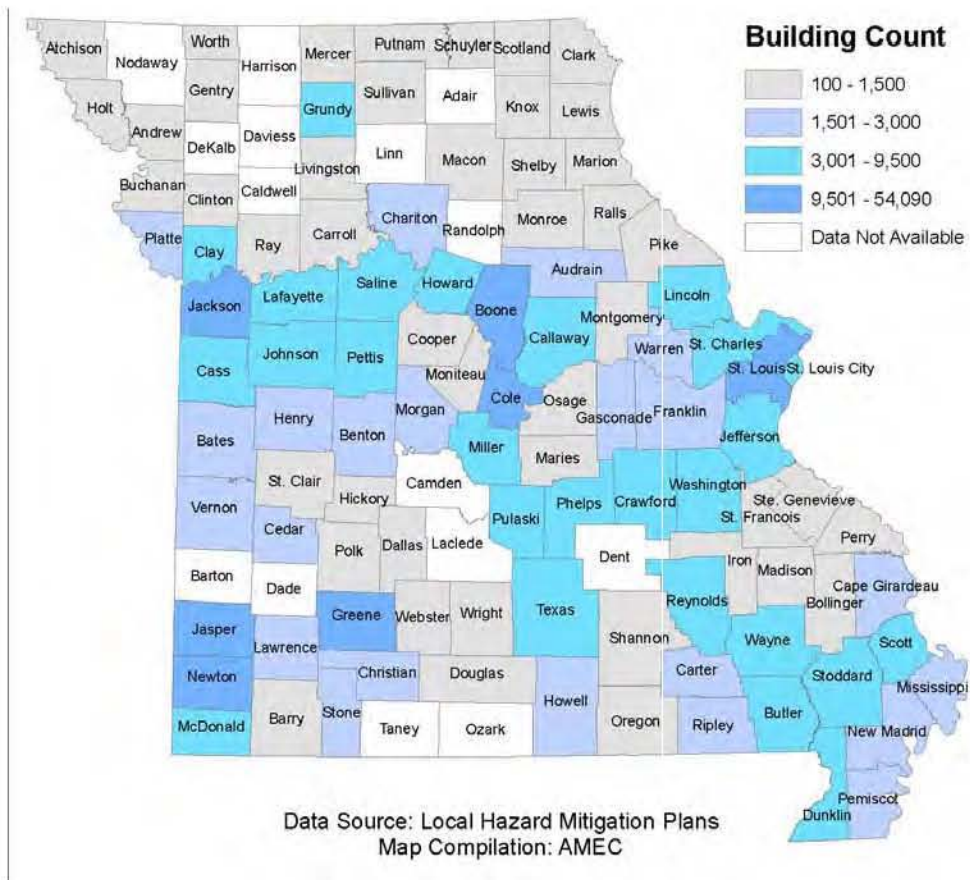 Building Count
100 - 1,500
1,501 - 3,000
3,001 - 9,500
9,501 - 54,090
Data Not Available
Atchison
Nodaway
Worth
Harrison
Mercer
Putnam
Schuyler
Scotland
Clark
Holt
Gentry
Grundy
Sullivan
Adair
Knox
Lewis
Andrew
DeKalb
Daviess
Linn
Macon
Shelby
Marion
Buchanan
Clinton
Caldwell
Livingston
Chariton
Randolph
Monroe
Ralls
Pike
Platte
Clay
Ray
Carroll
Audrain
Jackson
Lafayette
Saline
Howard
Boone
Callaway
Montgomery
Lincoln
Cass
Johnson
Pettis
Cooper
Moniteau
Cole
Osage
Warren
St. Charles
St. Louis
St. Louis City
Gasconade
Franklin
Jefferson
Bates
Henry
Benton
Morgan
Miller
Maries
St. Clair
Hickory
Camden
Pulaski
Phelps
Crawford
Washington
Ste. Genevieve
St. Francois
Perry
Vernon
Cedar
Polk
Dallas
Laclede
Dent
Iron
Madison
Bollinger
Cape Girardeau
Barton
Dade
Greene
Webster
Wright
Texas
Shannon
Reynolds
Wayne
Scott
Jasper
Lawrence
Christian
Douglas
Howell
Carter
Stoddard
Mississippi
Newton
McDonald
Barry
Stone
Taney
Ozark
Oregon
Ripley
Butler
New Madrid
Dunklin
Pemiscot
Data Source: Local Hazard Mitigation Plans
Map Compilation: AMEC